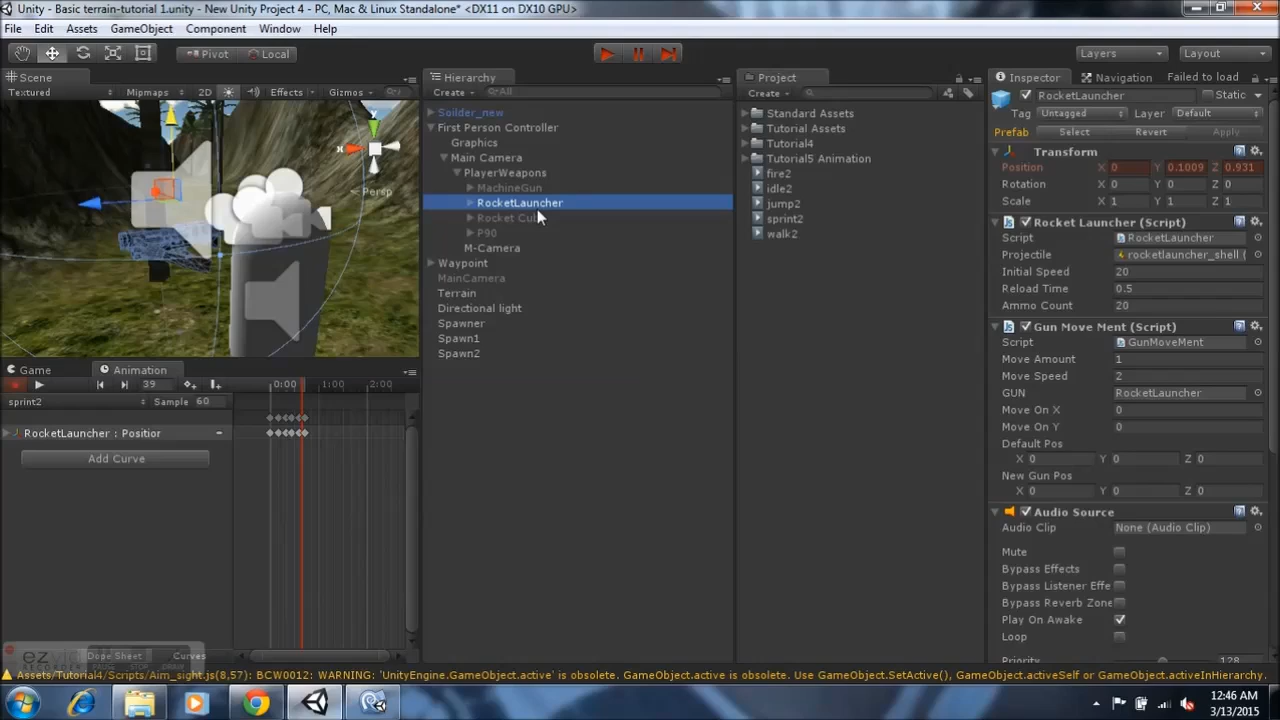 Unity - Basic terrain-tutorial 1.unity - New Unity Project 4 - PC, Mac & Linux Standalone* <DX11 on DX10 GPU>
File Edit Assets GameObject Component Window Help
Pivot Local Layers Layout
Scene
Textured Mipmaps 2D Effects Gizmos
y
x
Persp
Game Animation
39 0:00 1:00 2:00
sprint2 Sample 60
RocketLauncher : Position
Add Curve
Dope Sheet Curves
Hierarchy
Create All
Soilder_new
First Person Controller
Graphics
Main Camera
PlayerWeapons
MachineGun
RocketLauncher
Rocket
P90
M-Camera
Waypoint
MainCamera
Terrain
Directional light
Spawner
Spawn1
Spawn2
Project
Create
Standard Assets
Tutorial Assets
Tutorial4
Tutorial5 Animation
fire2
idle2
jump2
sprint2
walk2
Inspector Navigation Failed to load
RocketLauncher Static
Tag Untagged Layer Default
Prefab Select Revert Apply
Transform
Position X 0 Y 0.1009 Z 0.931
Rotation X 0 Y 0 Z 0
Scale X 1 Y 1 Z 1
Rocket Launcher (Script)
Script RocketLauncher
Projectile rocketlauncher_shell (
Initial Speed 20
Reload Time 0.5
Ammo Count 20
Gun Move Ment (Script)
Script GunMoveMent
Move Amount 1
Move Speed 2
GUN RocketLauncher
Move On X 0
Move On Y 0
Default Pos
X 0 Y 0 Z 0
New Gun Pos
X 0 Y 0 Z 0
Audio Source
Audio Clip None (Audio Clip)
Mute
Bypass Effects
Bypass Listener Effe
Bypass Reverb Zone
Play On Awake
Loop
Priority 128
Assets/Tutorial4/Scripts/Aim_sight.js(8,57): BCW0012: WARNING: 'UnityEngine.GameObject.active' is obsolete. GameObject.active is obsolete. Use GameObject.SetActive(), GameObject.activeSelf or GameObject.activeInHierarchy.
12:46 AM
3/13/2015